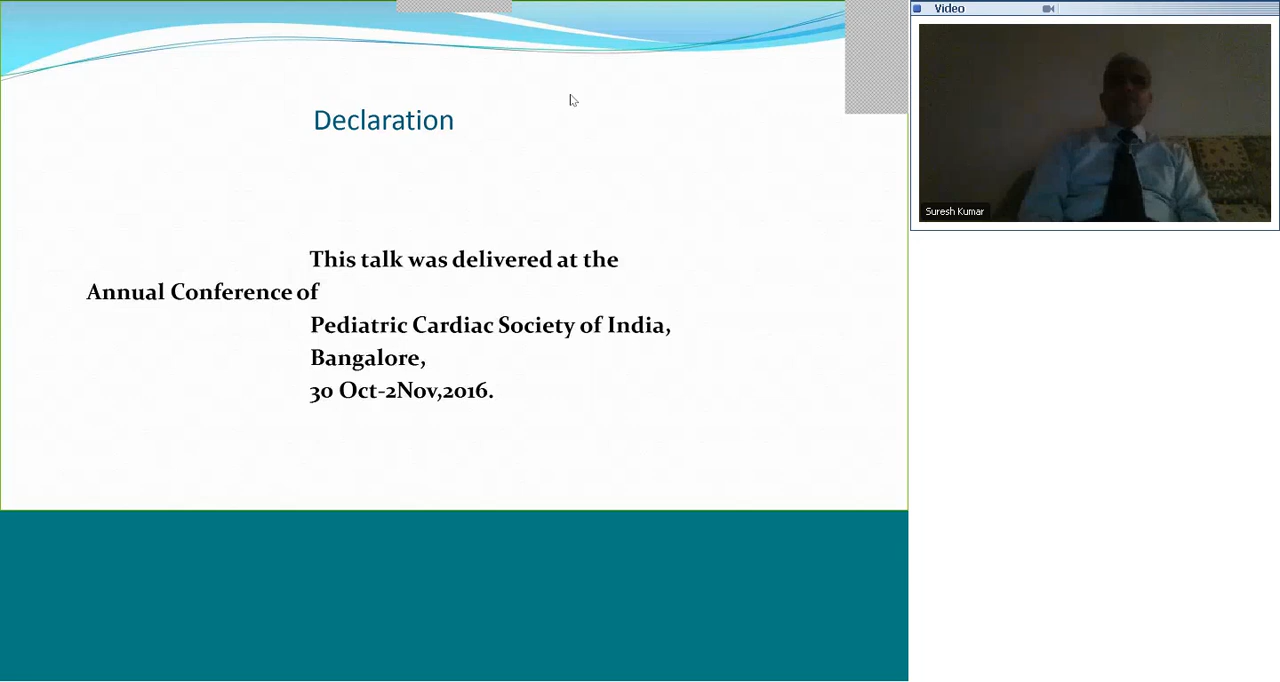 Declaration
This talk was delivered at the
Annual Conference of
Pediatric Cardiac Society of India,
Bangalore,
30 Oct-2Nov,2016.
Video
Suresh Kumar